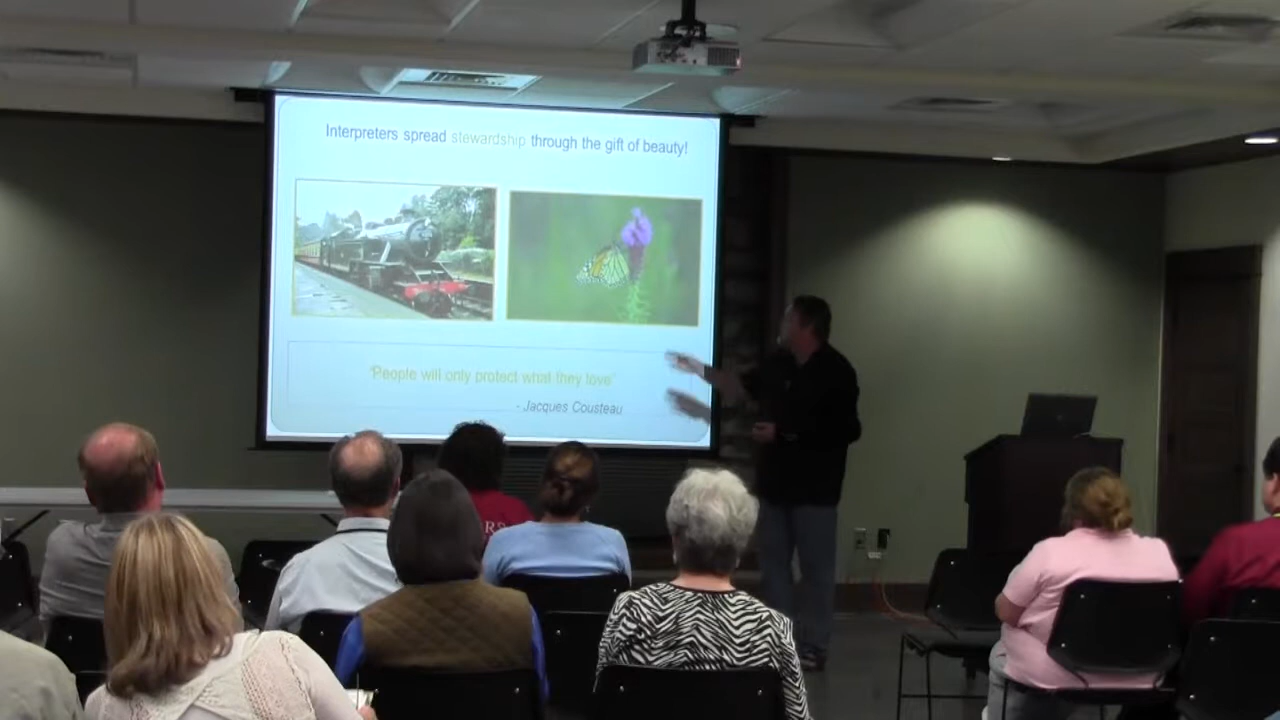 Interpreters spread stewardship through the gift of beauty!
"People will only protect what they love"
- Jacques Cousteau